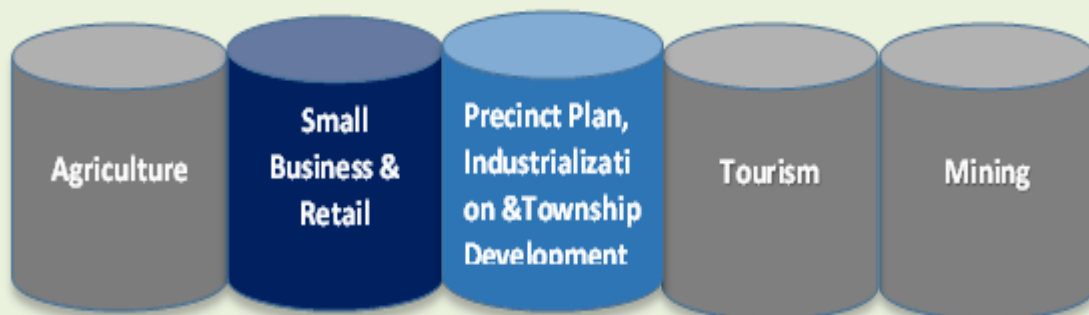 Agriculture
Small
Business &
Retail
Precinct Plan,
Industrializati
on &Township
Development
Tourism
Mining